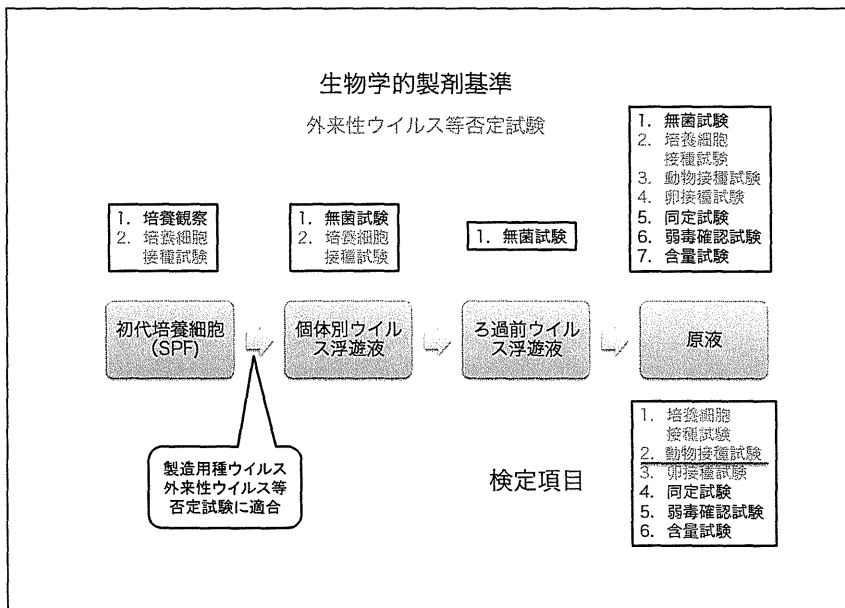 生物学的製剤基準
外来性ウイルス等否定試験
1. 培養観察
2. 培養細胞
接種試験
1. 無菌試験
2. 培養細胞
接種試験
1. 無菌試験
1. 無菌試験
2. 培養細胞
接種試験
3. 動物接種試験
4. 卵接種試験
5. 同定試験
6. 弱毒確認試験
7. 含量試験
初代培養細胞
(SPF)
個体別ウイル
ス浮遊液
ろ過前ウイル
ス浮遊液
原液
製造用種ウイルス
外来性ウイルス等
否定試験に適合
検定項目
1. 培養細胞
接種試験
2. 動物接種試験
3. 卵接種試験
4. 同定試験
5. 弱毒確認試験
6. 含量試験